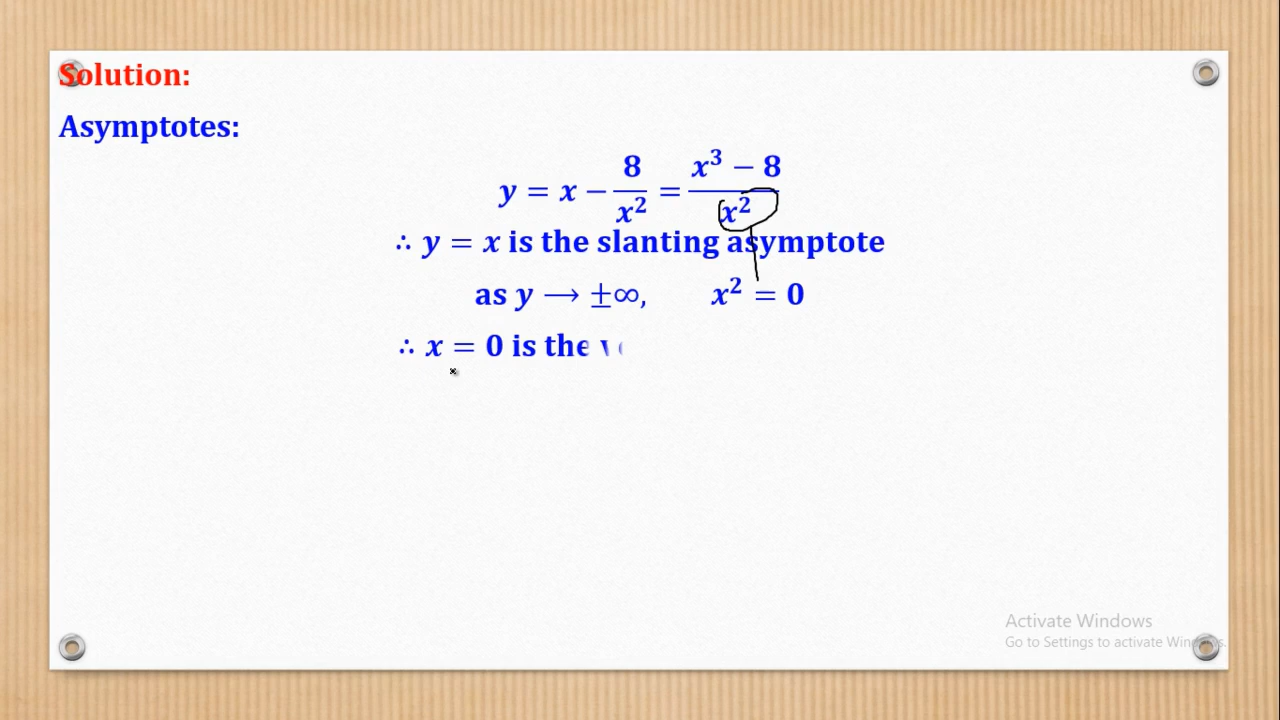 Solution:
Asymptotes:
y = x − 8/x² = x³ − 8/x²
∴ y = x is the slanting asymptote
as y ⟶ ±∞, x² = 0
∴ x = 0 is the
Activate Windows
Go to Settings to activate Windows.